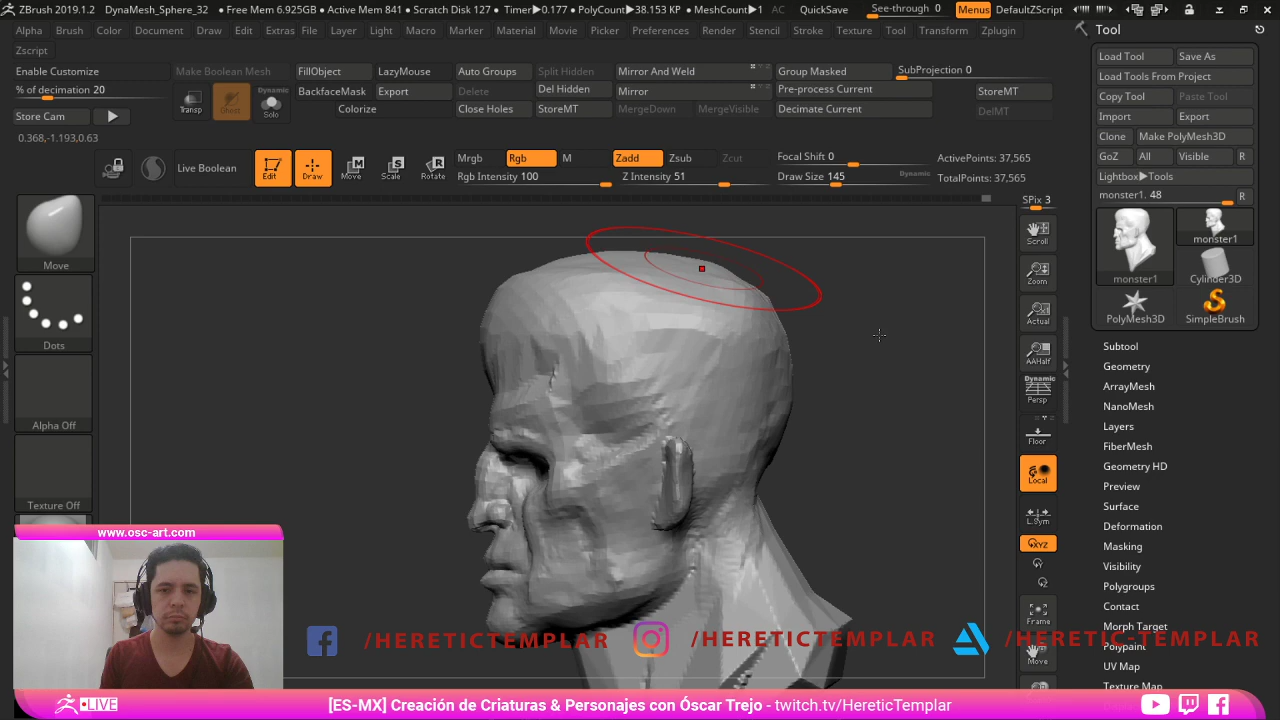 ZBrush 2019.1.2 DynaMesh_Sphere_32 • Free Mem 6.925GB • Active Mem 841 • Scratch Disk 127 • Timer▶0.177 • PolyCount▶38.153 KP • MeshCount▶1 AC QuickSave See-through 0 Menus DefaultZScript
Alpha Brush Color Document Draw Edit Extras File Layer Light Macro Marker Material Movie Picker Preferences Render Stencil Stroke Texture Tool Transform Zplugin
Zscript
Enable Customize
% of decimation 20
Store Cam
Transp
Ghost
Dynamic
Solo
Make Boolean Mesh
FillObject
LazyMouse
Auto Groups
Split Hidden
Mirror And Weld
Group Masked
SubProjection 0
BackfaceMask
Export
Delete
Del Hidden
Mirror
Pre-process Current
StoreMT
Colorize
Close Holes
StoreMT
MergeDown
MergeVisible
Decimate Current
DelMT
0.368,-1.193,0.63
Live Boolean
Edit
Draw
Move
Scale
Rotate
Mrgb
Rgb
M
Rgb Intensity 100
Zadd
Zsub
Zcut
Z Intensity 51
Focal Shift 0
Draw Size 145
Dynamic
ActivePoints: 37,565
TotalPoints: 37,565
Move
Dots
Alpha Off
Texture Off
SPix 3
Scroll
Zoom
Actual
AAHalf
Dynamic
Persp
Floor
Local
L.Sym
XYZ
Frame
Move
Tool
Load Tool
Save As
Load Tools From Project
Copy Tool
Paste Tool
Import
Export
Clone
Make PolyMesh3D
GoZ
All
Visible
R
Lightbox▶Tools
monster1. 48
R
monster1
monster1
Cylinder3D
PolyMesh3D
SimpleBrush
Subtool
Geometry
ArrayMesh
NanoMesh
Layers
FiberMesh
Geometry HD
Preview
Surface
Deformation
Masking
Visibility
Polygroups
Contact
Morph Target
Polypaint
UV Map
Texture Map
www.osc-art.com
/HERETICTEMPLAR
/HERETICTEMPLAR
/HERETIC-TEMPLAR
•LIVE
[ES-MX] Creación de Criaturas & Personajes con Óscar Trejo - twitch.tv/HereticTemplar